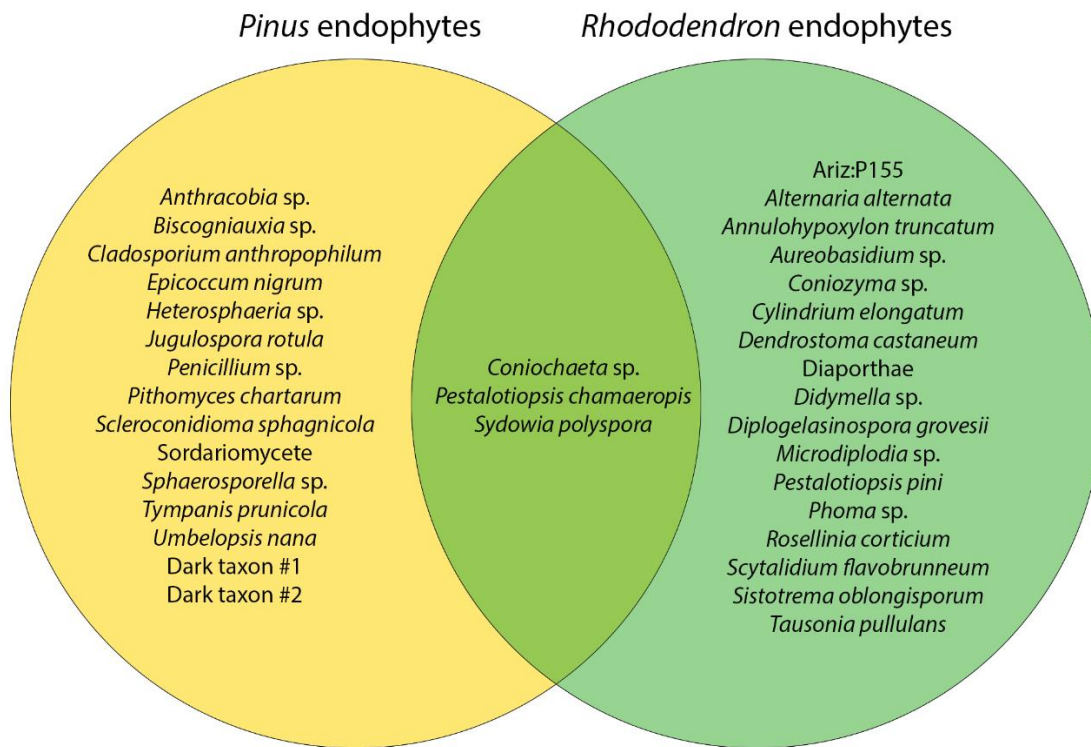 Pinus endophytes
Rhododendron endophytes
Anthracobia sp.
Biscogniauxia sp.
Cladosporium anthropophilum
Epicoccum nigrum
Heterosphaeria sp.
Jugulospora rotula
Penicillium sp.
Pithomyces chartarum
Scleroconidioma sphagnicola
Sordariomycete
Sphaerosporella sp.
Tympanis prunicola
Umbelopsis nana
Dark taxon #1
Dark taxon #2
Coniochaeta sp.
Pestalotiopsis chamaeropis
Sydowia polyspora
Ariz:P155
Alternaria alternata
Annulohypoxylon truncatum
Aureobasidium sp.
Coniozyma sp.
Cylindrium elongatum
Dendrostoma castaneum
Diaporthae
Didymella sp.
Diplogelasinospora grovesii
Microdiplodia sp.
Pestalotiopsis pini
Phoma sp.
Rosellinia corticium
Scytalidium flavobrunneum
Sistotrema oblongisporum
Tausonia pullulans